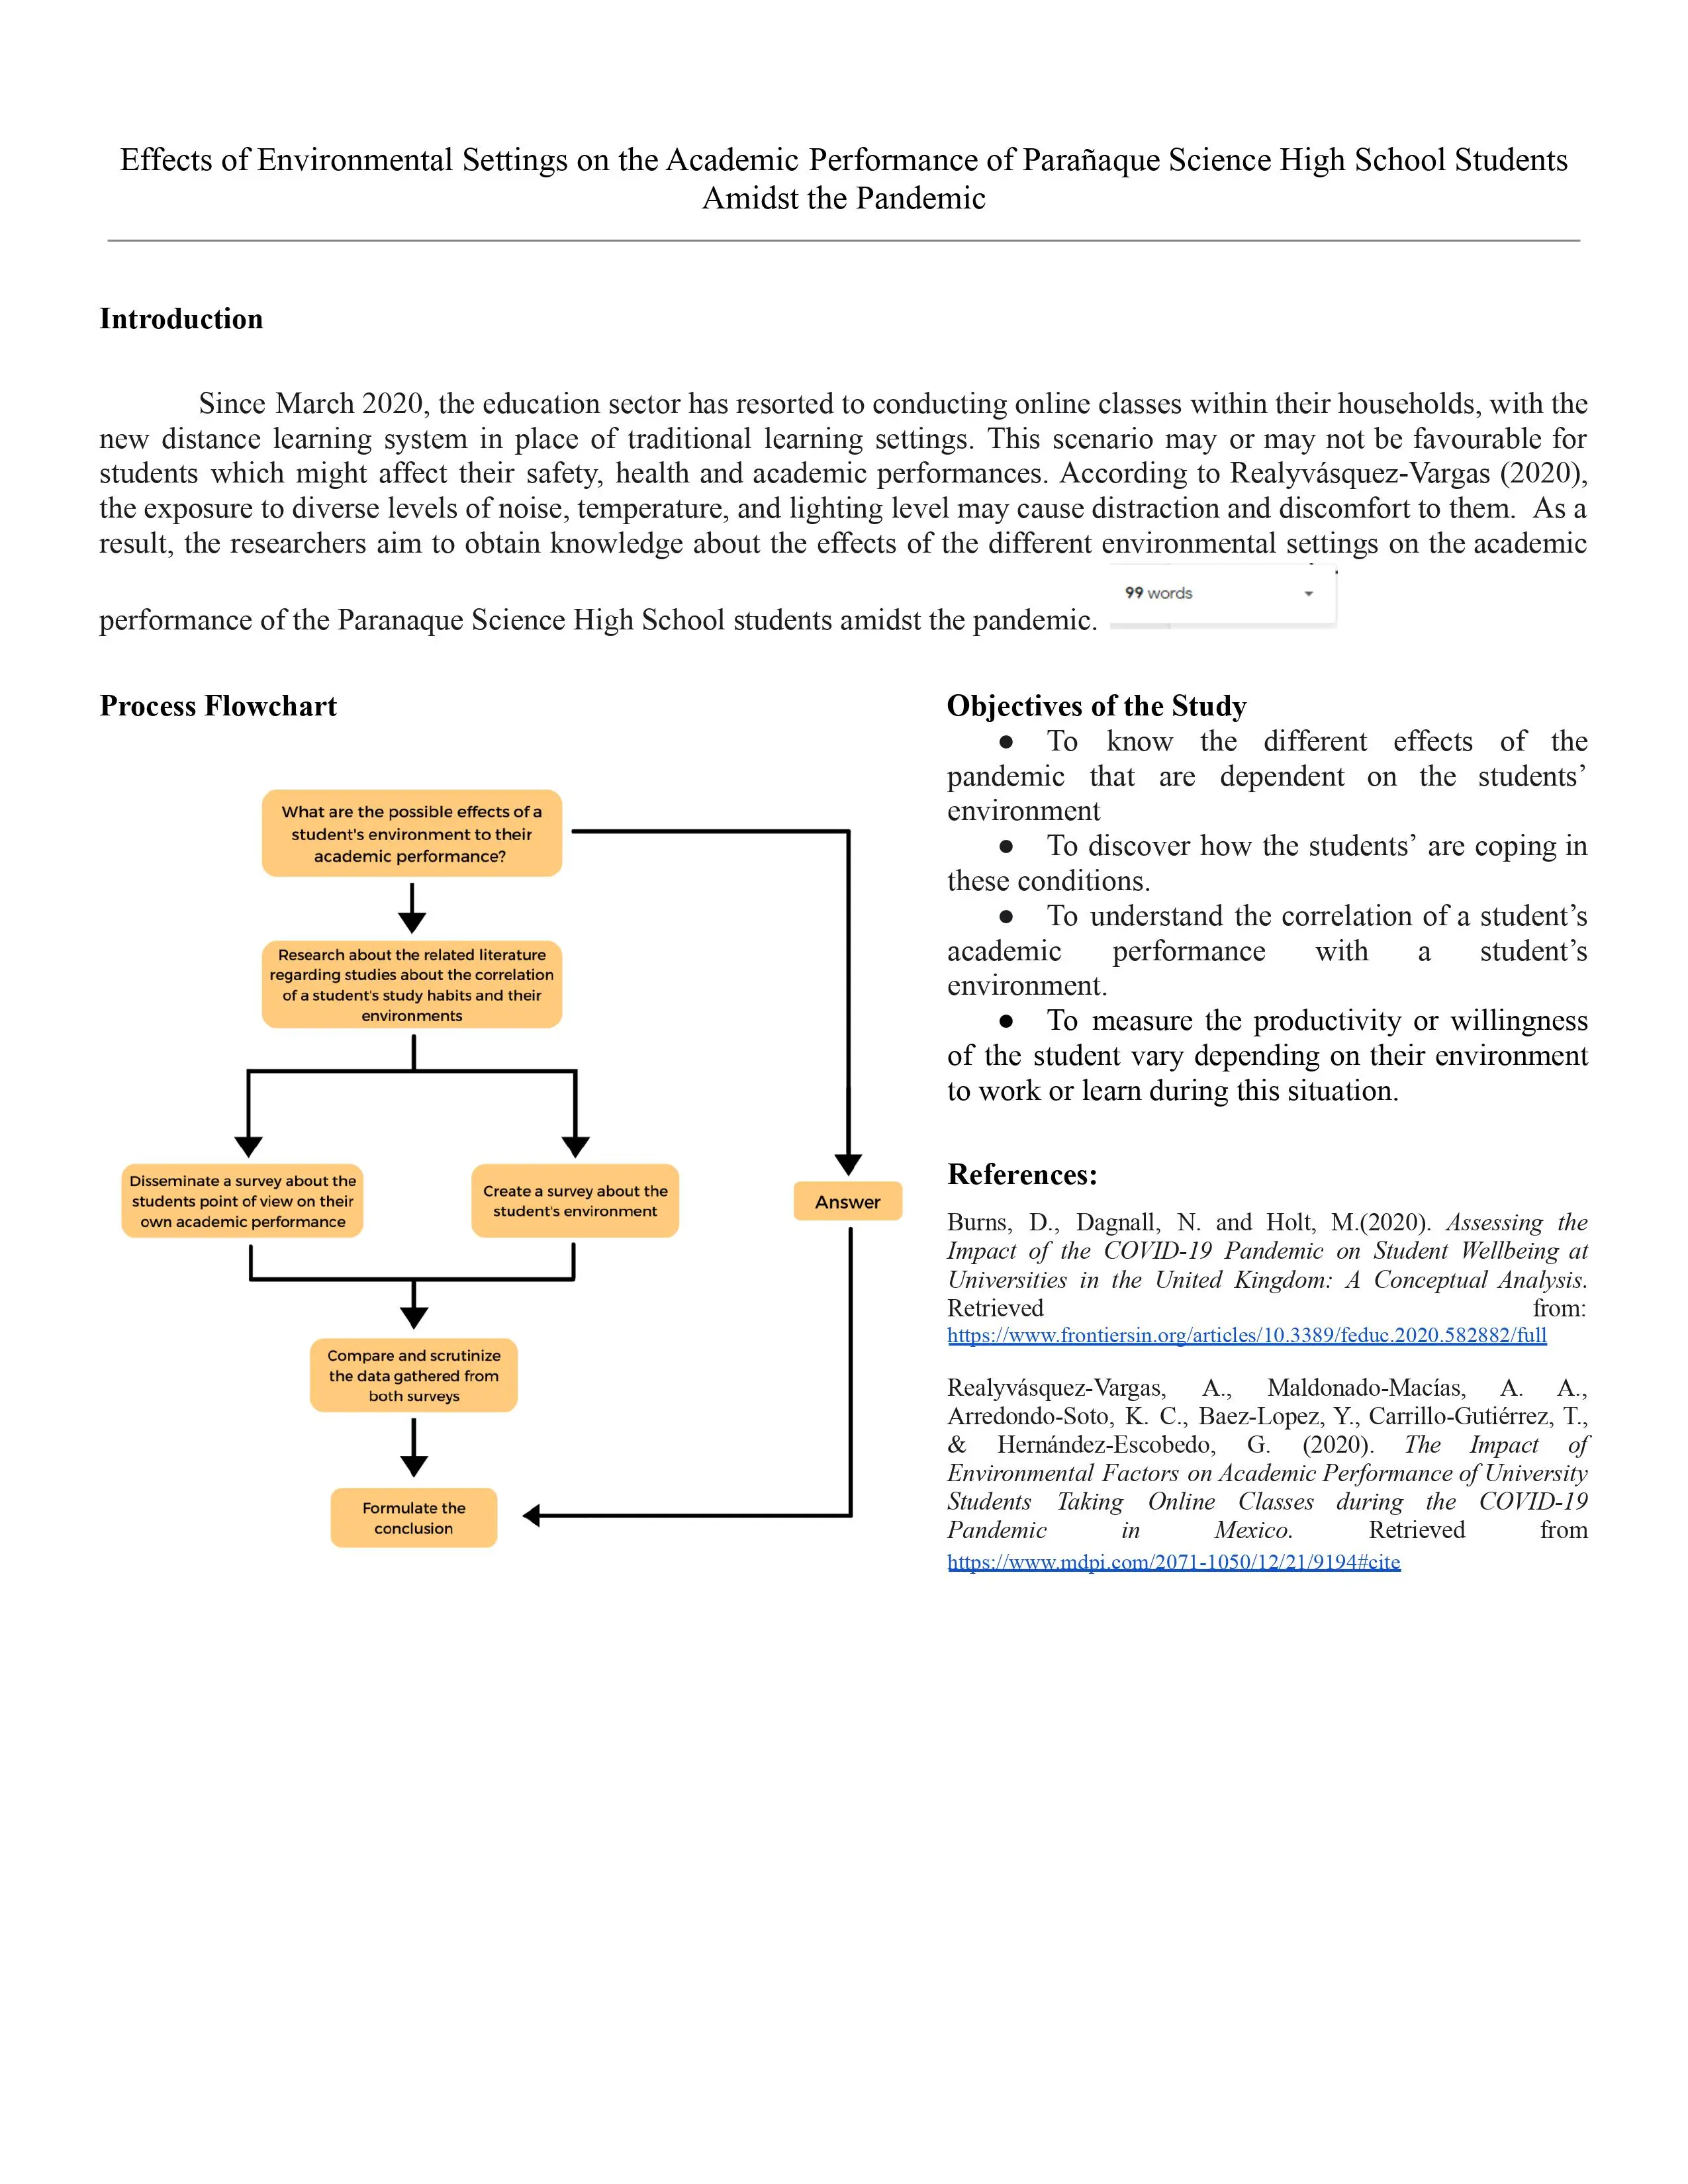 Effects of Environmental Settings on the Academic Performance of Parañaque Science High School Students
Amidst the Pandemic
Introduction
Since March 2020, the education sector has resorted to conducting online classes within their households, with the
new distance learning system in place of traditional learning settings. This scenario may or may not be favourable for
students which might affect their safety, health and academic performances. According to Realyvásquez-Vargas (2020),
the exposure to diverse levels of noise, temperature, and lighting level may cause distraction and discomfort to them. As a
result, the researchers aim to obtain knowledge about the effects of the different environmental settings on the academic
performance of the Paranaque Science High School students amidst the pandemic.
99 words
Process Flowchart
What are the possible effects of a
student's environment to their
academic performance?
Research about the related literature
regarding studies about the correlation
of a student's study habits and their
environments
Disseminate a survey about the
students point of view on their
own academic performance
Create a survey about the
student's environment
Answer
Compare and scrutinize
the data gathered from
both surveys
Formulate the
conclusion
Objectives of the Study
● To know the different effects of the
pandemic that are dependent on the students’
environment
● To discover how the students’ are coping in
these conditions.
● To understand the correlation of a student’s
academic performance with a student’s
environment.
● To measure the productivity or willingness
of the student vary depending on their environment
to work or learn during this situation.
References:
Burns, D., Dagnall, N. and Holt, M.(2020). Assessing the
Impact of the COVID-19 Pandemic on Student Wellbeing at
Universities in the United Kingdom: A Conceptual Analysis.
Retrieved from:
https://www.frontiersin.org/articles/10.3389/feduc.2020.582882/full
Realyvásquez-Vargas, A., Maldonado-Macías, A. A.,
Arredondo-Soto, K. C., Baez-Lopez, Y., Carrillo-Gutiérrez, T.,
& Hernández-Escobedo, G. (2020). The Impact of
Environmental Factors on Academic Performance of University
Students Taking Online Classes during the COVID-19
Pandemic in Mexico. Retrieved from
https://www.mdpi.com/2071-1050/12/21/9194#cite